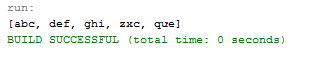 run:
[abc, def, ghi, zxc, que]
BUILD SUCCESSFUL (total time: 0 seconds)